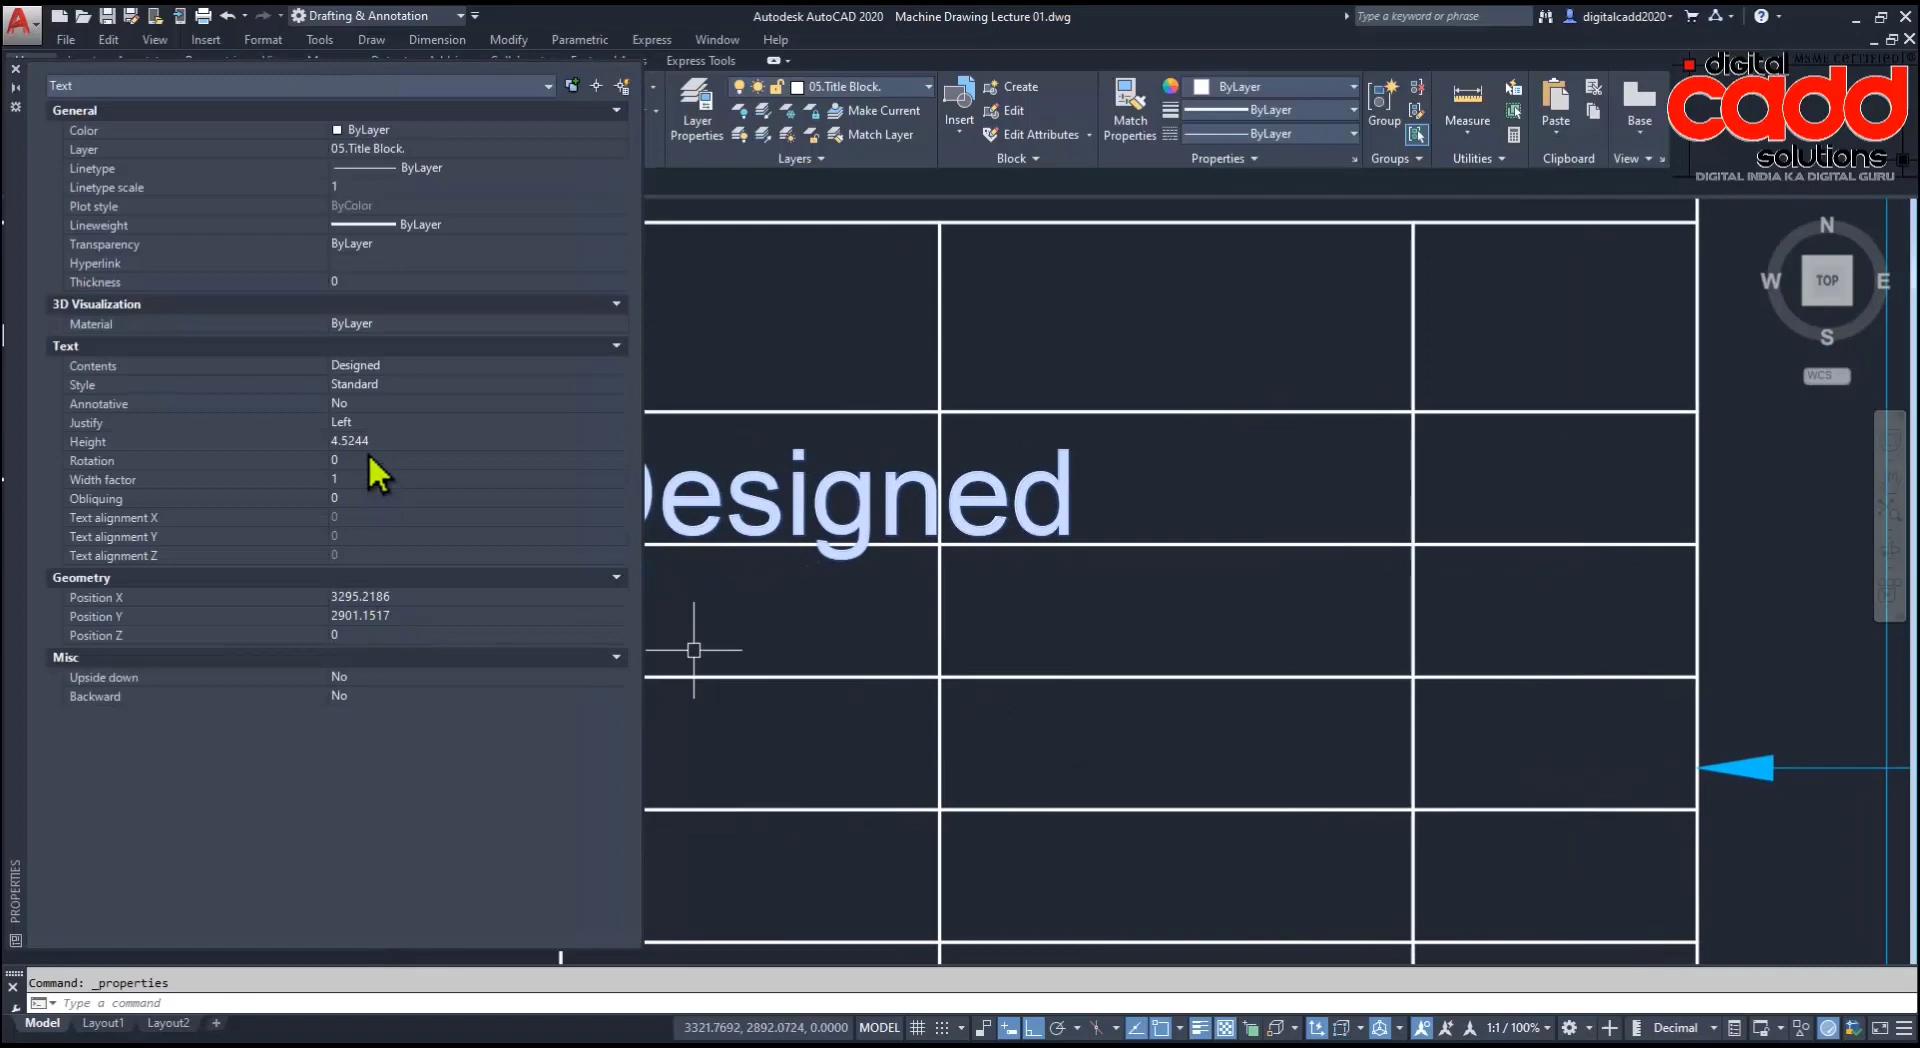 Drafting & Annotation
Autodesk AutoCAD 2020 Machine Drawing Lecture 01.dwg
Type a keyword or phrase
digitalcadd2020
File Edit View Insert Format Tools Draw Dimension Modify Parametric Express Window Help
Express Tools
digital
cadd
solutions
DIGITAL INDIA KA DIGITAL GURU
Layer Properties
05.Title Block.
Make Current
Match Layer
Layers
Insert
Create
Edit
Edit Attributes
Block
Match Properties
ByLayer
ByLayer
ByLayer
Properties
Group
Groups
Measure
Utilities
Paste
Clipboard
Base
View
Text
General
Color ByLayer
Layer 05.Title Block.
Linetype ByLayer
Linetype scale 1
Plot style ByColor
Lineweight ByLayer
Transparency ByLayer
Hyperlink
Thickness 0
3D Visualization
Material ByLayer
Text
Contents Designed
Style Standard
Annotative No
Justify Left
Height 4.5244
Rotation 0
Width factor 1
Obliquing 0
Text alignment X 0
Text alignment Y 0
Text alignment Z 0
Geometry
Position X 3295.2186
Position Y 2901.1517
Position Z 0
Misc
Upside down No
Backward No
PROPERTIES
Designed
N
W TOP E
S
WCS
Command: _properties
Type a command
Model Layout1 Layout2 +
3321.7692, 2892.0724, 0.0000 MODEL 1:1 / 100% Decimal